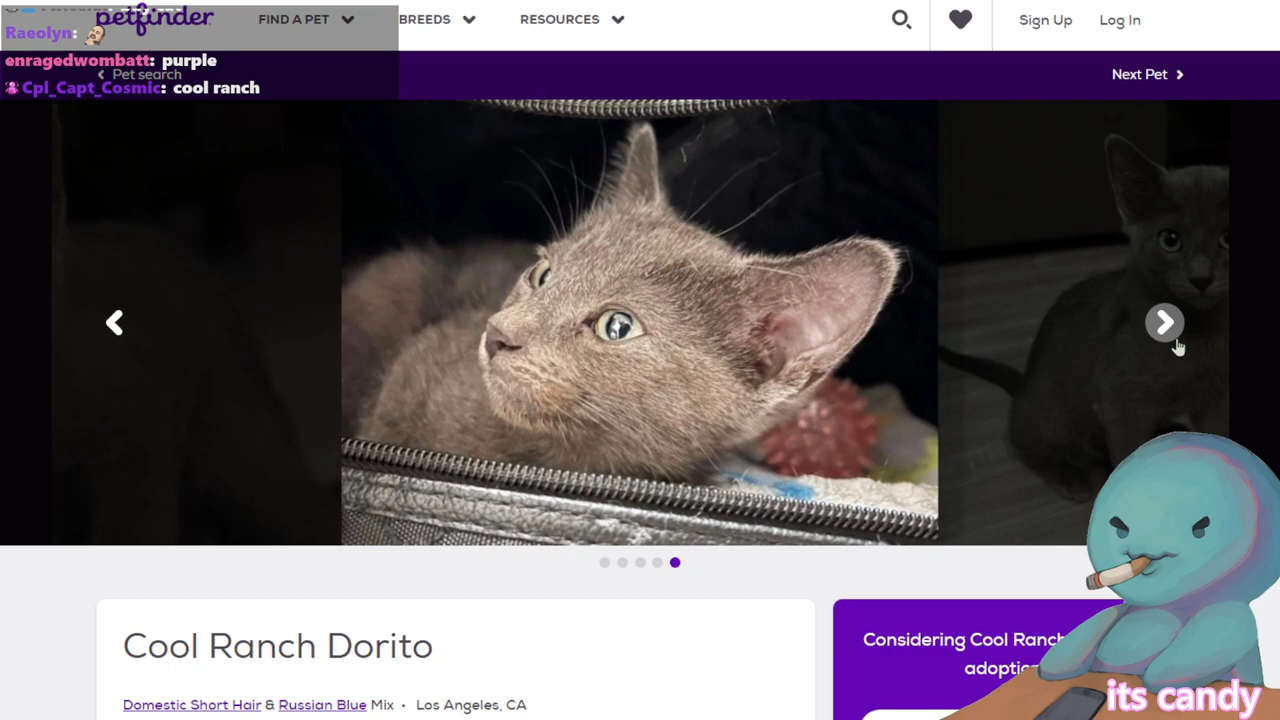 petfinder
FIND A PET
BREEDS
RESOURCES
Sign Up
Log In
Raeolyn:
enragedwombatt: purple
Pet search
Cpl_Capt_Cosmic: cool ranch
Next Pet
Cool Ranch Dorito
Domestic Short Hair & Russian Blue Mix • Los Angeles, CA
Considering Cool Ranch
its candy